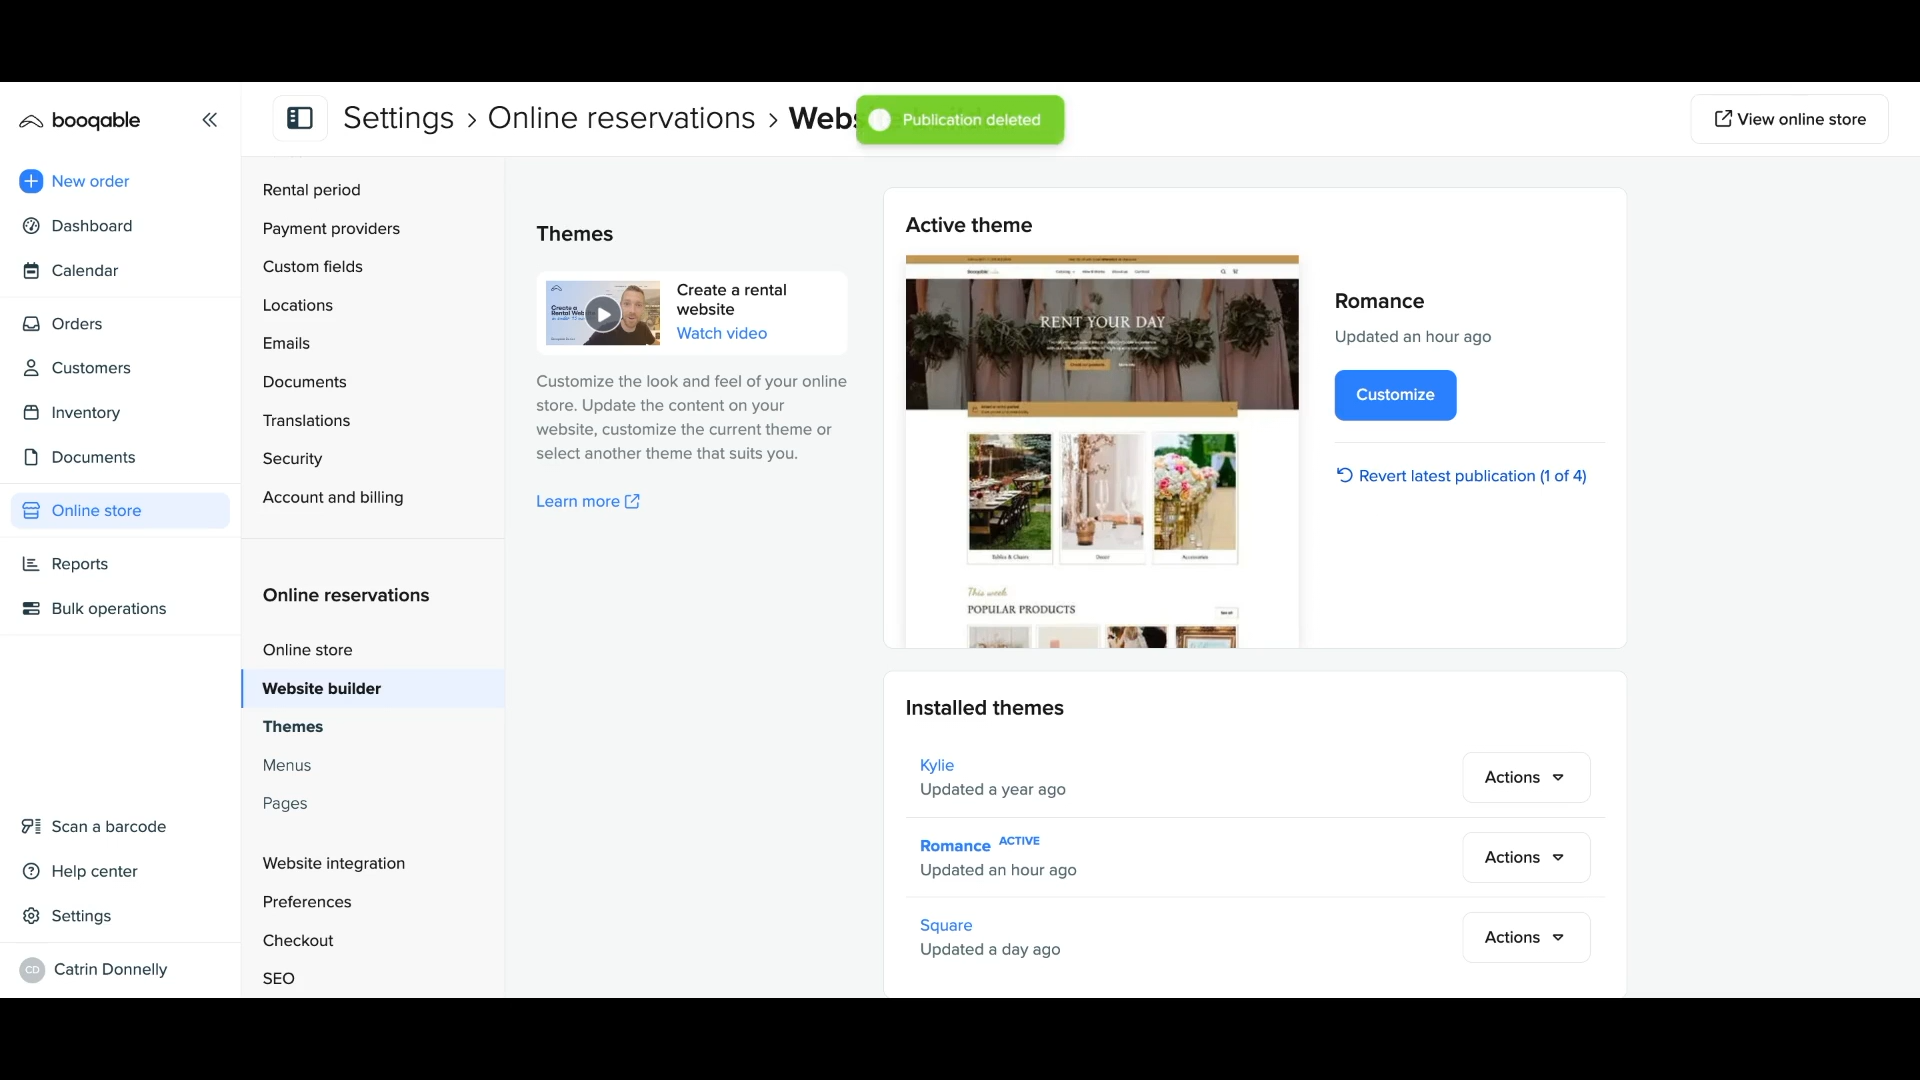 booqable
Settings > Online reservations > Webs
Publication deleted
View online store
New order
Dashboard
Calendar
Orders
Customers
Inventory
Documents
Online store
Reports
Bulk operations
Scan a barcode
Help center
Settings
CD Catrin Donnelly
Rental period
Payment providers
Custom fields
Locations
Emails
Documents
Translations
Security
Account and billing
Online reservations
Online store
Website builder
Themes
Menus
Pages
Website integration
Preferences
Checkout
SEO
Themes
Create a rental
website
Watch video
Customize the look and feel of your online
store. Update the content on your
website, customize the current theme or
select another theme that suits you.
Learn more
Active theme
RENT YOUR DAY
Tables & Chairs
Decor
Accessories
This week
POPULAR PRODUCTS
See all
Romance
Updated an hour ago
Customize
Revert latest publication (1 of 4)
Installed themes
Kylie
Updated a year ago
Actions
Romance ACTIVE
Updated an hour ago
Actions
Square
Updated a day ago
Actions